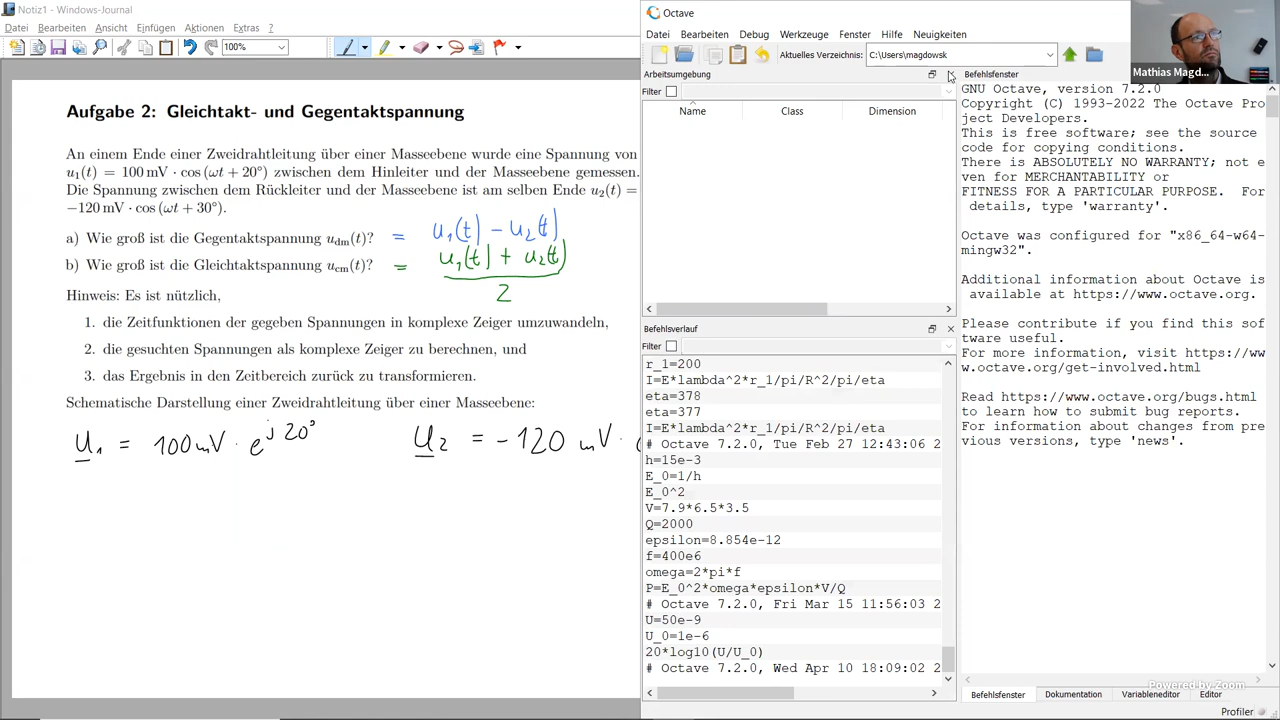 Notiz1 - Windows-Journal
Datei Bearbeiten Ansicht Einfügen Aktionen Extras ?
100%
Aufgabe 2: Gleichtakt- und Gegentaktspannung
An einem Ende einer Zweidrahtleitung über einer Masseebene wurde eine Spannung von
u₁(t) = 100 mV · cos (ωt + 20°) zwischen dem Hinleiter und der Masseebene gemessen.
Die Spannung zwischen dem Rückleiter und der Masseebene ist am selben Ende u₂(t) =
−120 mV · cos (ωt + 30°).
a) Wie groß ist die Gegentaktspannung u_dm(t)? = u₁(t) − u₂(t)
b) Wie groß ist die Gleichtaktspannung u_cm(t)? = u₁(t) + u₂(t)
2
Hinweis: Es ist nützlich,
1. die Zeitfunktionen der gegeben Spannungen in komplexe Zeiger umzuwandeln,
2. die gesuchten Spannungen als komplexe Zeiger zu berechnen, und
3. das Ergebnis in den Zeitbereich zurück zu transformieren.
Schematische Darstellung einer Zweidrahtleitung über einer Masseebene:
U₁ = 100mV · e^j20° U₂ = −120 mV ·
Octave
Datei Bearbeiten Debug Werkzeuge Fenster Hilfe Neuigkeiten
Aktuelles Verzeichnis: C:\Users\magdowsk
Arbeitsumgebung
Filter
Name Class Dimension
Befehlsverlauf
Filter
r_1=200
I=E*lambda^2*r_1/pi/R^2/pi/eta
eta=378
eta=377
I=E*lambda^2*r_1/pi/R^2/pi/eta
# Octave 7.2.0, Tue Feb 27 12:43:06 2
h=15e-3
E_0=1/h
E_0^2
V=7.9*6.5*3.5
Q=2000
epsilon=8.854e-12
f=400e6
omega=2*pi*f
P=E_0^2*omega*epsilon*V/Q
# Octave 7.2.0, Fri Mar 15 11:56:03 2
U=50e-9
U_0=1e-6
20*log10(U/U_0)
# Octave 7.2.0, Wed Apr 10 18:09:02 2
Befehlsfenster
GNU Octave, version 7.2.0
Copyright (C) 1993-2022 The Octave Pro
ject Developers.
This is free software; see the source
code for copying conditions.
There is ABSOLUTELY NO WARRANTY; not e
ven for MERCHANTABILITY or
FITNESS FOR A PARTICULAR PURPOSE. For
details, type 'warranty'.
Octave was configured for "x86_64-w64-
mingw32".
Additional information about Octave is
available at https://www.octave.org.
Please contribute if you find this sof
tware useful.
For more information, visit https://ww
w.octave.org/get-involved.html
Read https://www.octave.org/bugs.html
to learn how to submit bug reports.
For information about changes from pre
vious versions, type 'news'.
Befehlsfenster Dokumentation Variableneditor Editor
Profiler
Mathias Magd...
Powered by Zoom